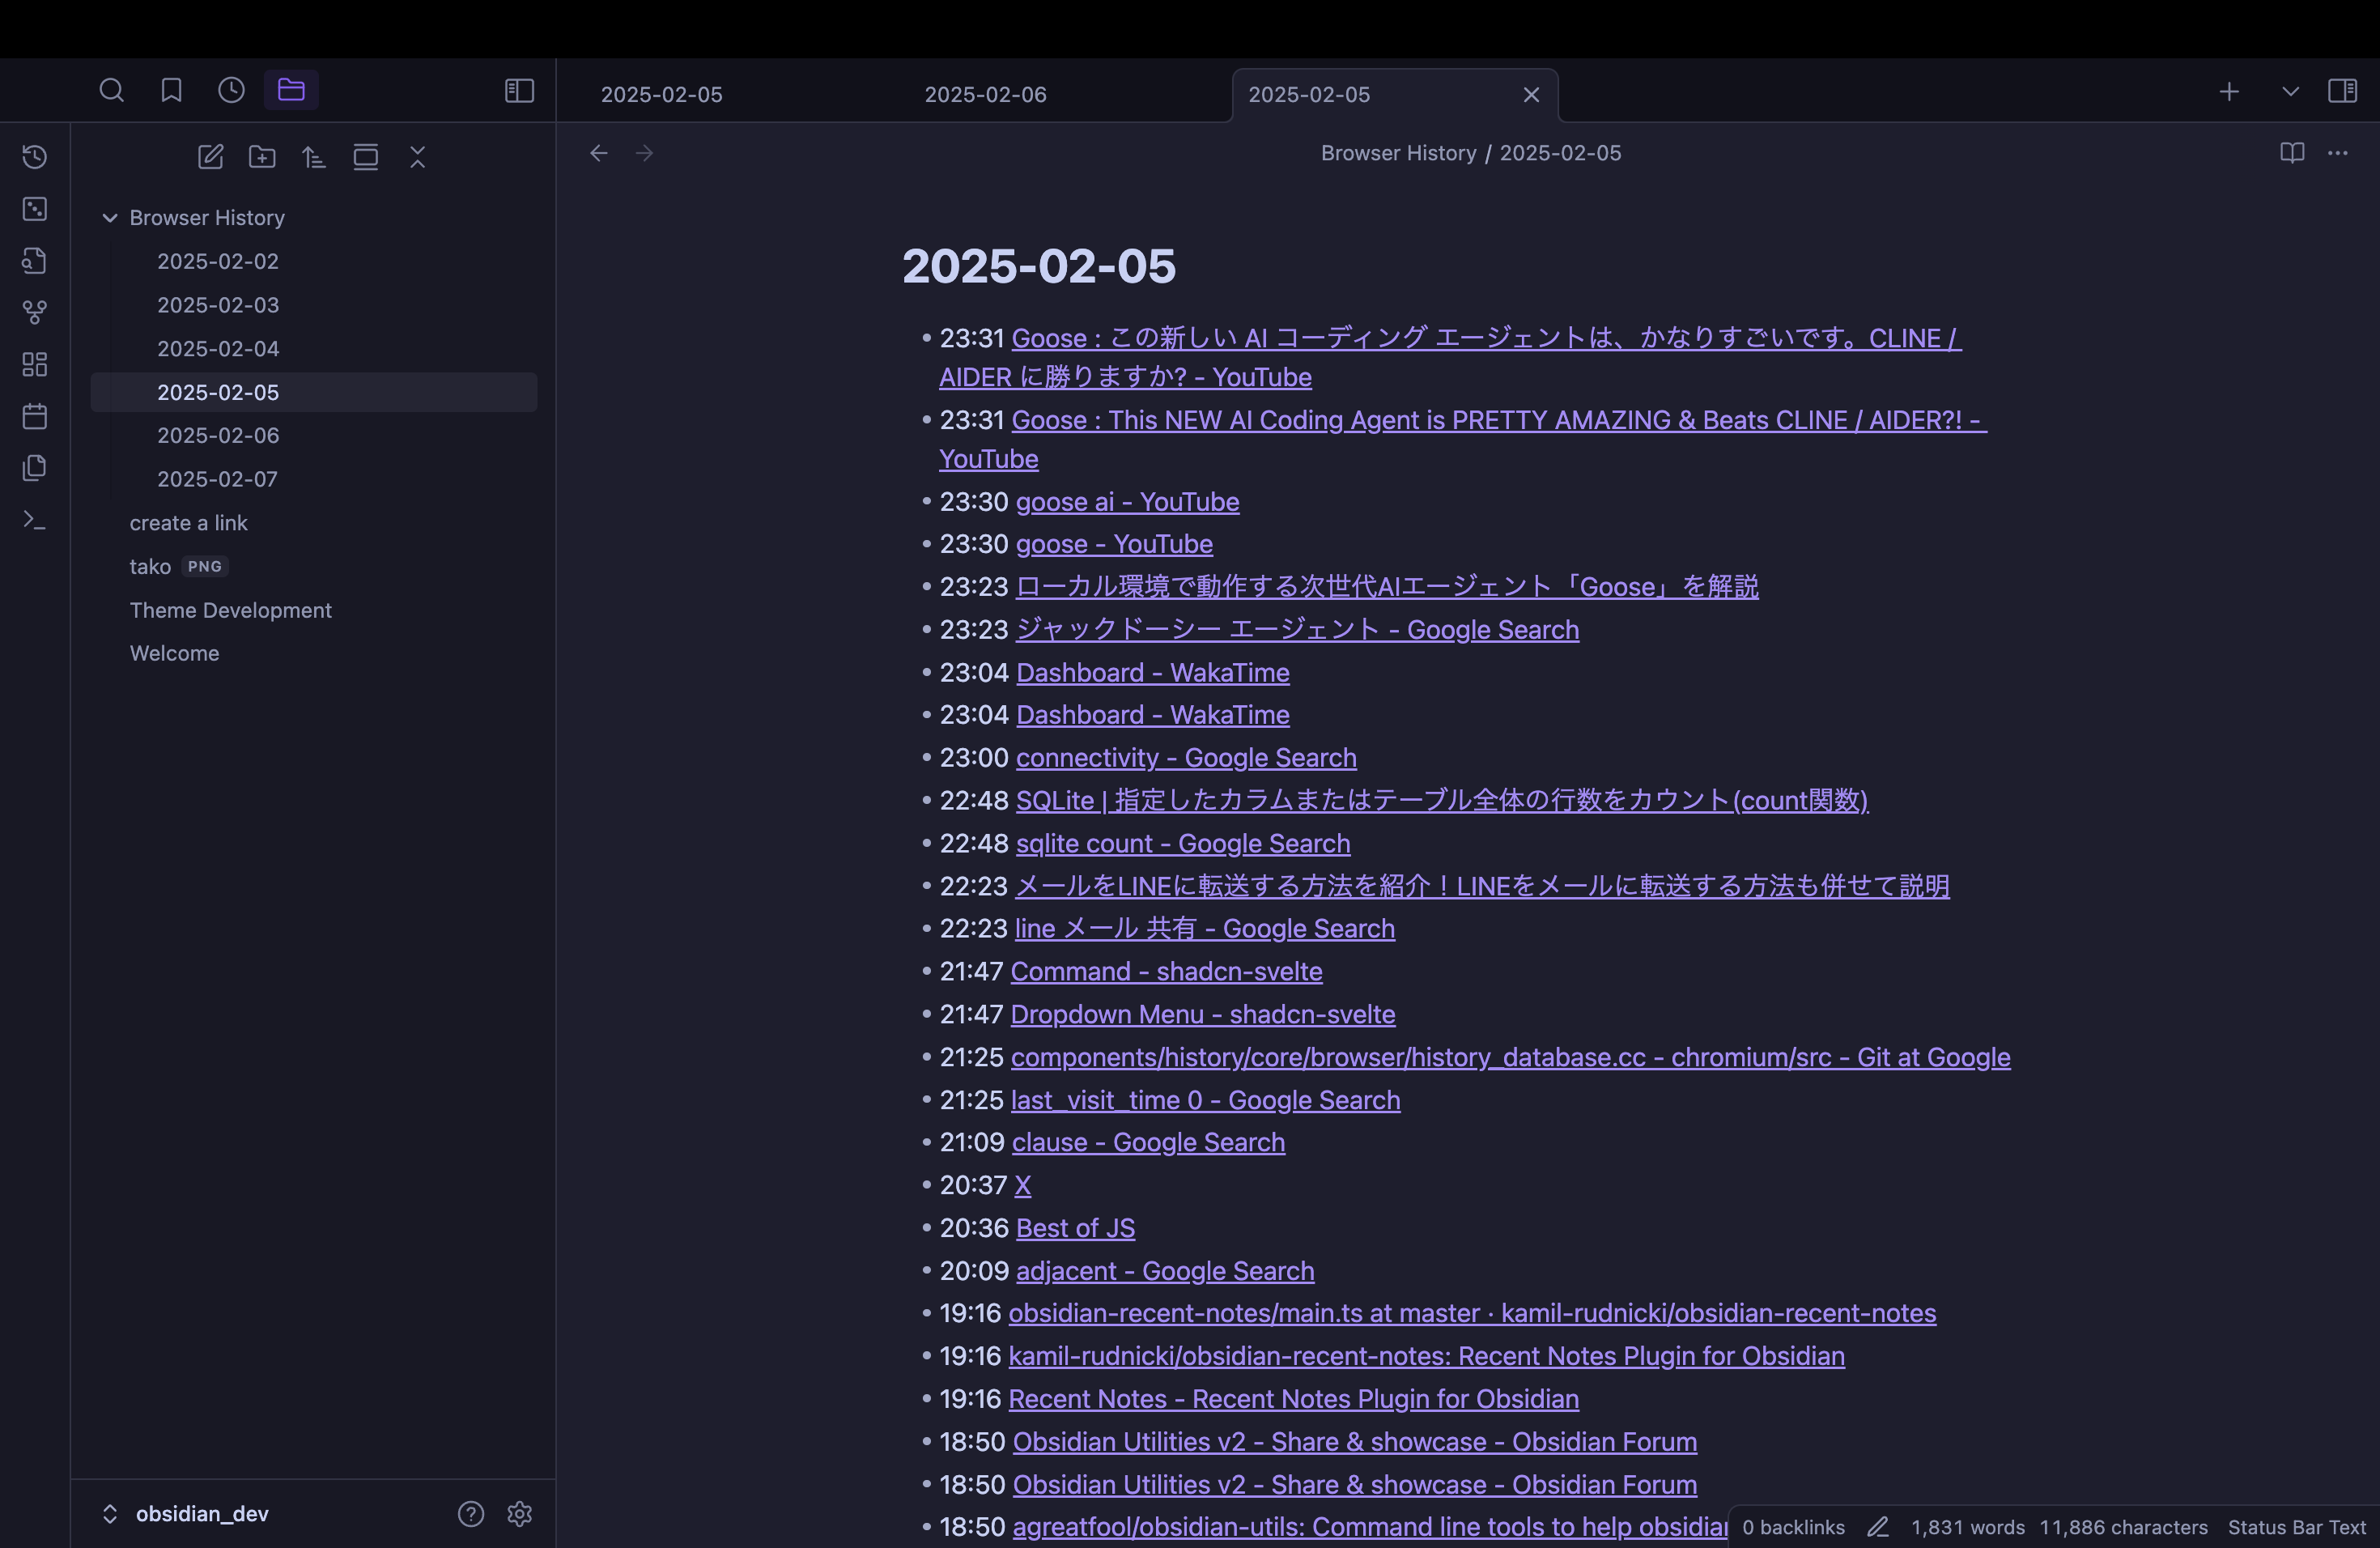 2025-02-05
2025-02-06
2025-02-05
Browser History / 2025-02-05
Browser History
2025-02-02
2025-02-03
2025-02-04
2025-02-05
2025-02-06
2025-02-07
create a link
tako PNG
Theme Development
Welcome
obsidian_dev
2025-02-05
23:31 Goose : この新しい AI コーディング エージェントは、かなりすごいです。CLINE /
AIDER に勝りますか? - YouTube
23:31 Goose : This NEW AI Coding Agent is PRETTY AMAZING & Beats CLINE / AIDER?! -
YouTube
23:30 goose ai - YouTube
23:30 goose - YouTube
23:23 ローカル環境で動作する次世代AIエージェント「Goose」を解説
23:23 ジャックドーシー エージェント - Google Search
23:04 Dashboard - WakaTime
23:04 Dashboard - WakaTime
23:00 connectivity - Google Search
22:48 SQLite | 指定したカラムまたはテーブル全体の行数をカウント(count関数)
22:48 sqlite count - Google Search
22:23 メールをLINEに転送する方法を紹介！LINEをメールに転送する方法も併せて説明
22:23 line メール 共有 - Google Search
21:47 Command - shadcn-svelte
21:47 Dropdown Menu - shadcn-svelte
21:25 components/history/core/browser/history_database.cc - chromium/src - Git at Google
21:25 last_visit_time 0 - Google Search
21:09 clause - Google Search
20:37 X
20:36 Best of JS
20:09 adjacent - Google Search
19:16 obsidian-recent-notes/main.ts at master · kamil-rudnicki/obsidian-recent-notes
19:16 kamil-rudnicki/obsidian-recent-notes: Recent Notes Plugin for Obsidian
19:16 Recent Notes - Recent Notes Plugin for Obsidian
18:50 Obsidian Utilities v2 - Share & showcase - Obsidian Forum
18:50 Obsidian Utilities v2 - Share & showcase - Obsidian Forum
18:50 agreatfool/obsidian-utils: Command line tools to help obsidian
0 backlinks 1,831 words 11,886 characters Status Bar Text